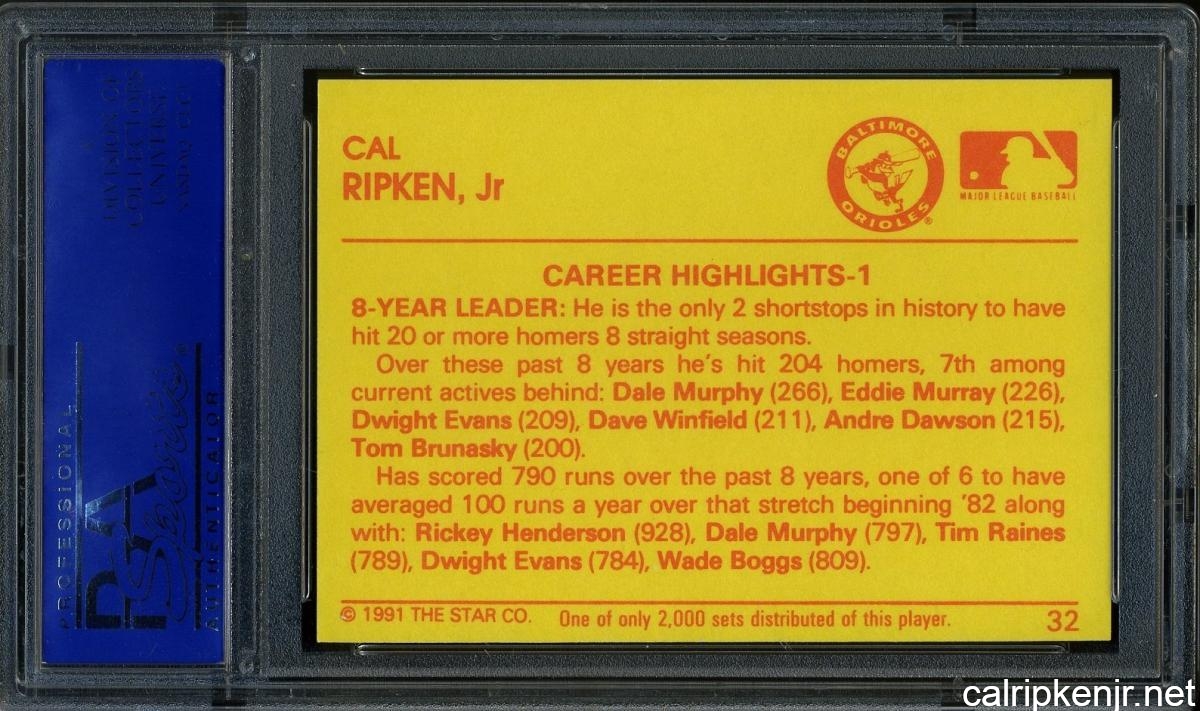 DIVISION OF
COLLECTORS
UNIVERSE
PROFESSIONAL
PSA
Sports
AUTHENTICATOR
CAL
RIPKEN, Jr
BALTIMORE
ORIOLES
®
MAJOR LEAGUE BASEBALL
CAREER HIGHLIGHTS-1
8-YEAR LEADER: He is the only 2 shortstops in history to have
hit 20 or more homers 8 straight seasons.
Over these past 8 years he's hit 204 homers, 7th among
current actives behind: Dale Murphy (266), Eddie Murray (226),
Dwight Evans (209), Dave Winfield (211), Andre Dawson (215),
Tom Brunasky (200).
Has scored 790 runs over the past 8 years, one of 6 to have
averaged 100 runs a year over that stretch beginning '82 along
with: Rickey Henderson (928), Dale Murphy (797), Tim Raines
(789), Dwight Evans (784), Wade Boggs (809).
© 1991 THE STAR CO. One of only 2,000 sets distributed of this player. 32
calripkenjr.net